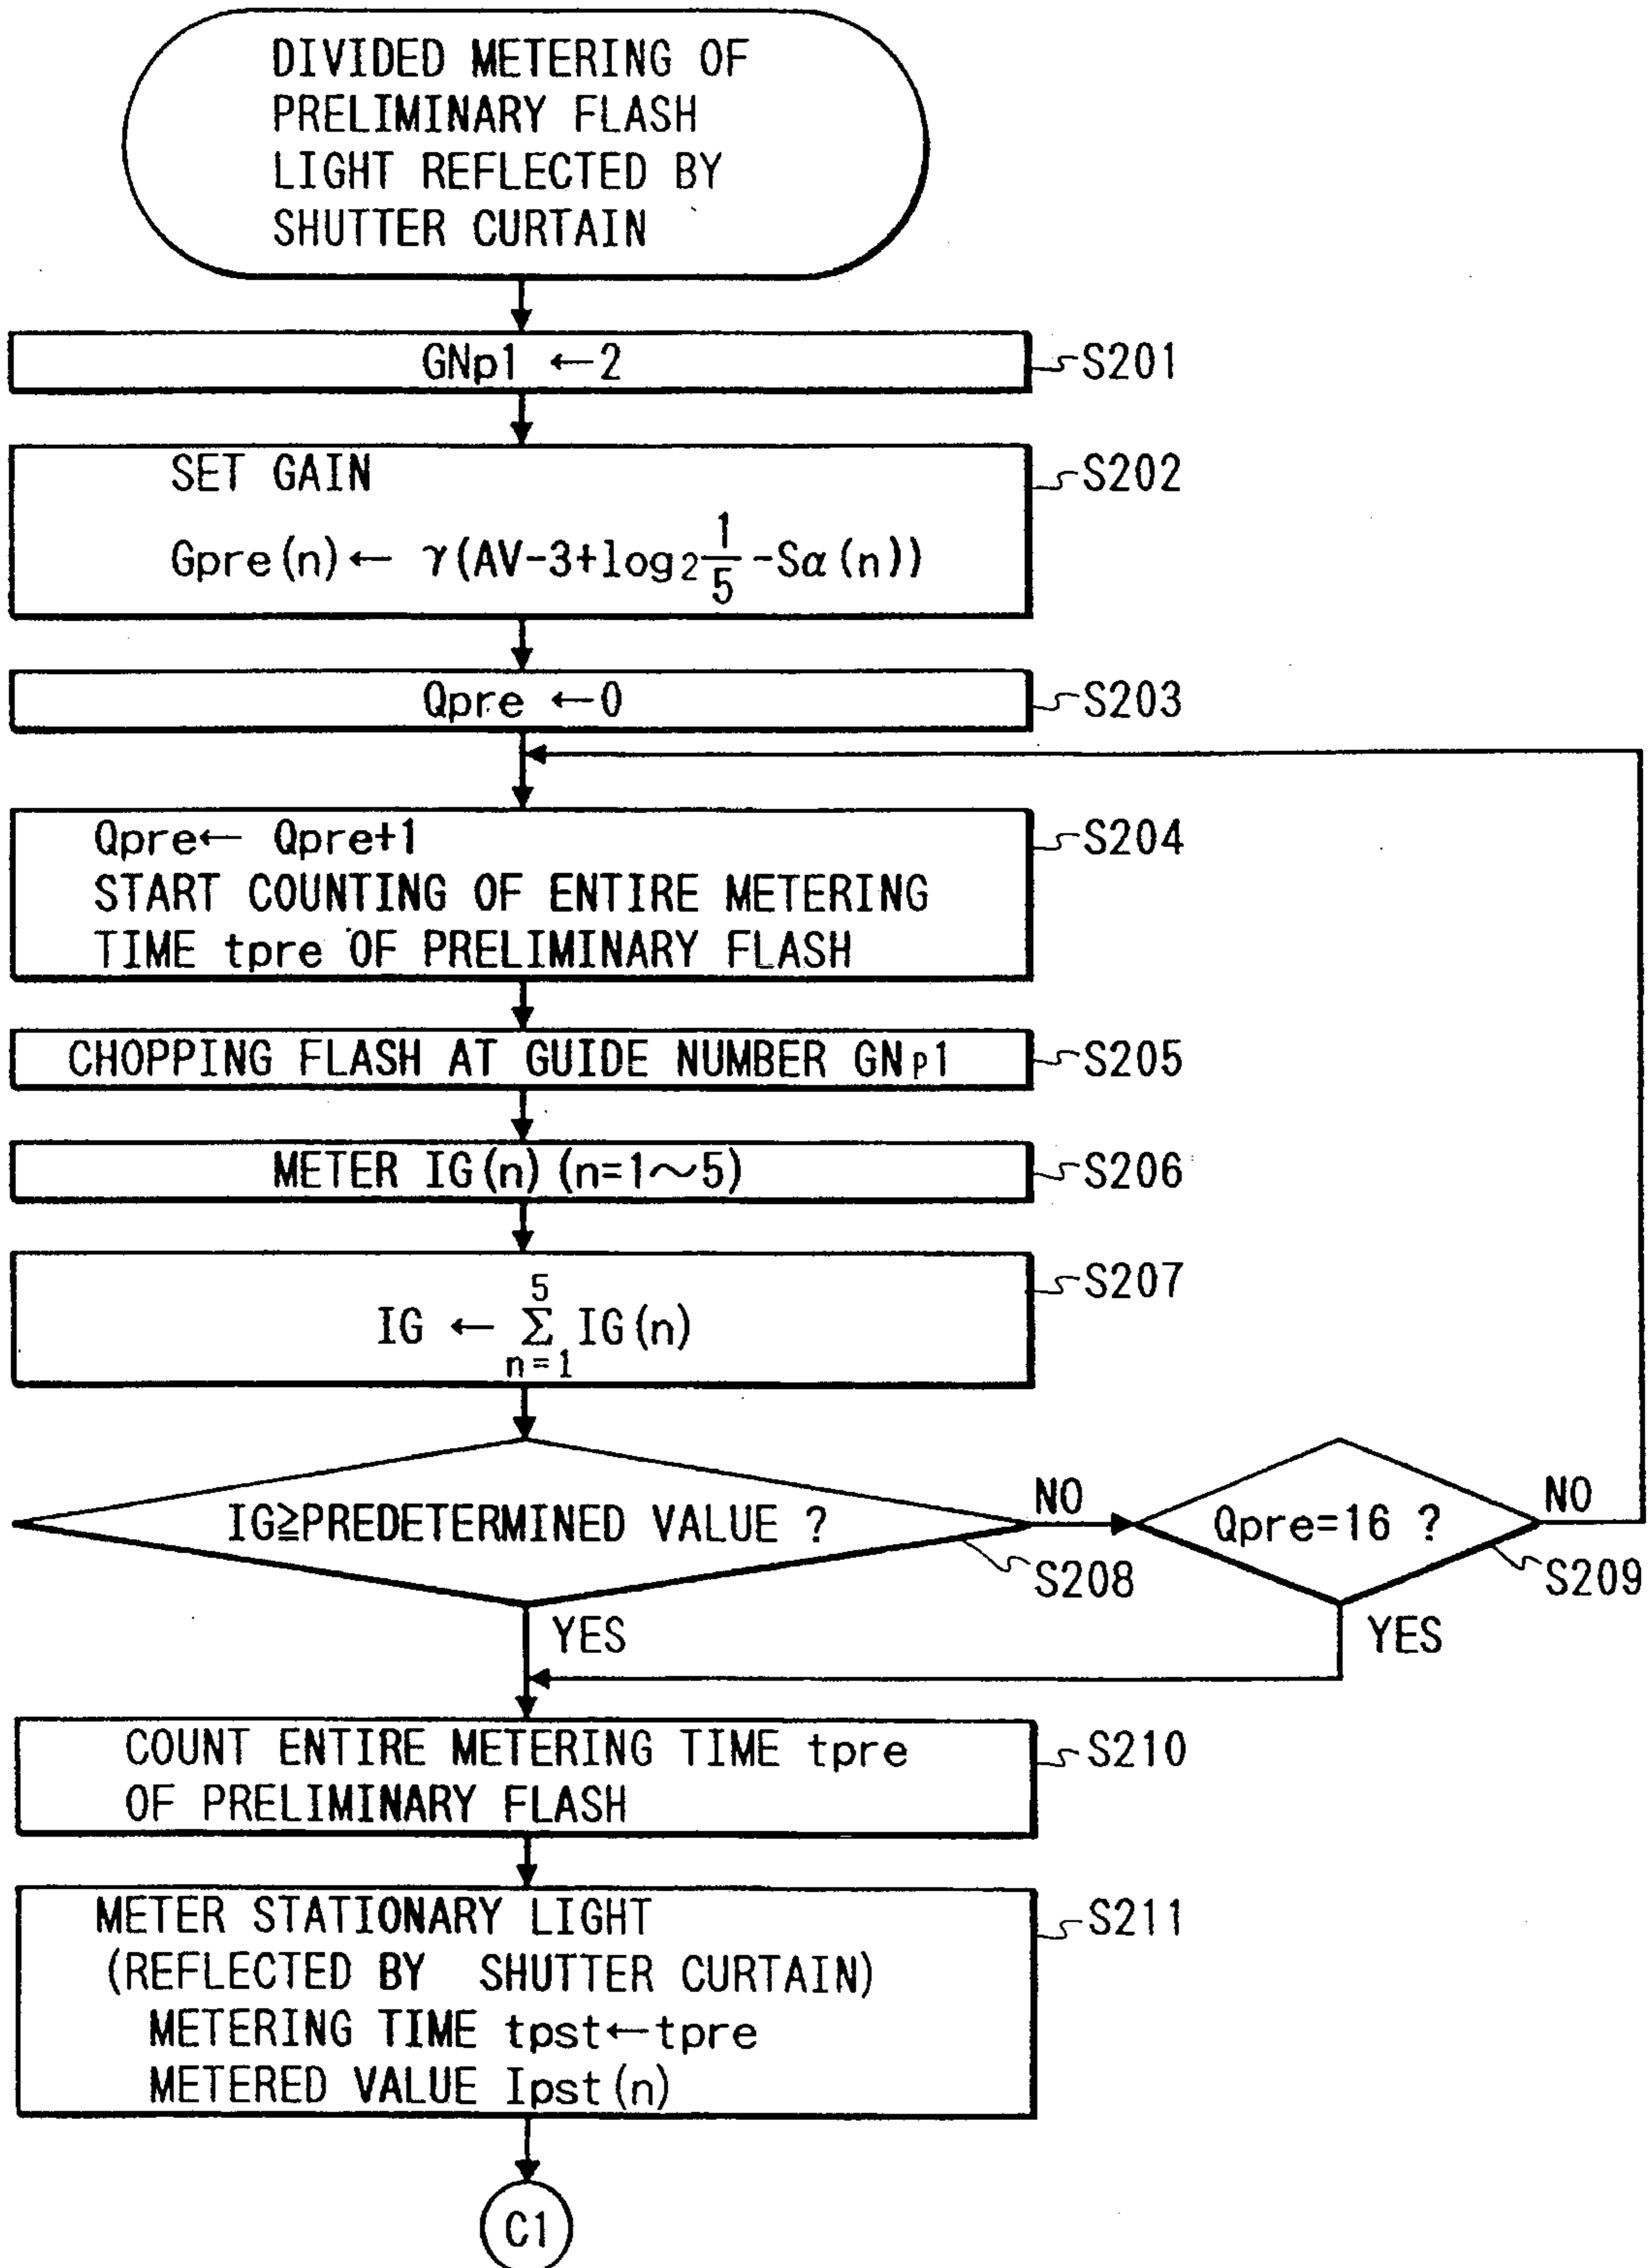 DIVIDED METERING OF
PRELIMINARY FLASH
LIGHT REFLECTED BY
SHUTTER CURTAIN
GNp1 ←2
S201
SET GAIN
S202
Gpre(n)← γ(AV-3+log2 1/5 -Sα(n))
Qpre ←0
S203
Qpre← Qpre+1
S204
START COUNTING OF ENTIRE METERING
TIME tpre OF PRELIMINARY FLASH
CHOPPING FLASH AT GUIDE NUMBER GNp1
S205
METER IG(n) (n=1~5)
S206
S207
IG ← 5 Σ n=1 IG(n)
IG≧PREDETERMINED VALUE ?
NO
S208
YES
Qpre=16 ?
NO
S209
YES
COUNT ENTIRE METERING TIME tpre
OF PRELIMINARY FLASH
S210
METER STATIONARY LIGHT
S211
(REFLECTED BY SHUTTER CURTAIN)
METERING TIME tpst←tpre
METERED VALUE Ipst(n)
C1